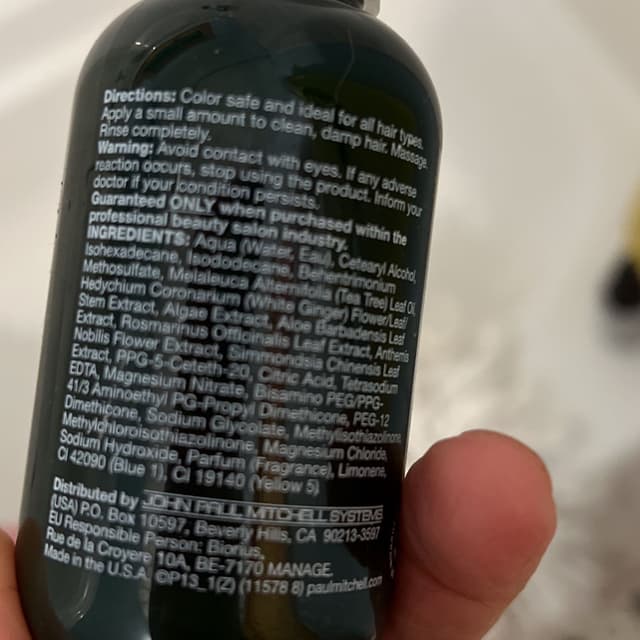 Directions: Color safe and ideal for all hair types.
Apply a small amount to clean, damp hair. Massage.
Rinse completely.
Warning: Avoid contact with eyes. If any adverse
reaction occurs, stop using the product. Inform your
doctor if your condition persists.
Guaranteed ONLY when purchased within the
professional beauty salon industry.
INGREDIENTS: Aqua (Water, Eau), Cetearyl Alcohol,
Isohexadecane, Isododecane, Behentrimonium
Methosulfate, Melaleuca Alternifolia (Tea Tree) Leaf Oil,
Hedychium Coronarium (White Ginger) Flower/Leaf/
Stem Extract, Algae Extract, Aloe Barbadensis Leaf
Extract, Rosmarinus Officinalis Leaf Extract, Anthemis
Nobilis Flower Extract, Simmondsia Chinensis Leaf
Extract, PPG-5-Ceteth-20, Citric Acid, Tetrasodium
EDTA, Magnesium Nitrate, Bisamino PEG/PPG-
41/3 Aminoethyl PG-Propyl Dimethicone, PEG-12
Dimethicone, Sodium Glycolate, Methylisothiazolinone,
Methylchloroisothiazolinone, Magnesium Chloride,
Sodium Hydroxide, Parfum (Fragrance), Limonene,
CI 42090 (Blue 1), CI 19140 (Yellow 5)
Distributed by JOHN PAUL MITCHELL SYSTEMS
(USA) P.O. Box 10597, Beverly Hills, CA 90213-3597
EU Responsible Person: Biorius,
Rue de la Croyere, 10A, BE-7170 MANAGE,
Made in the U.S.A. ©P13_1(2) (11578 8) paulmitchell.com